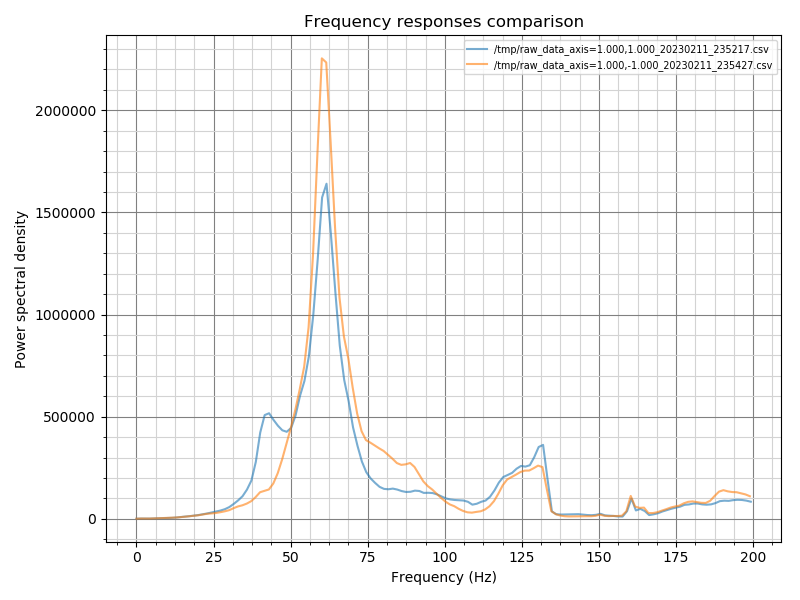 Frequency responses comparison
/tmp/raw_data_axis=1.000,1.000_20230211_235217.csv
/tmp/raw_data_axis=1.000,-1.000_20230211_235427.csv
Power spectral density
2000000
1500000
1000000
500000
0
0 25 50 75 100 125 150 175 200
Frequency (Hz)